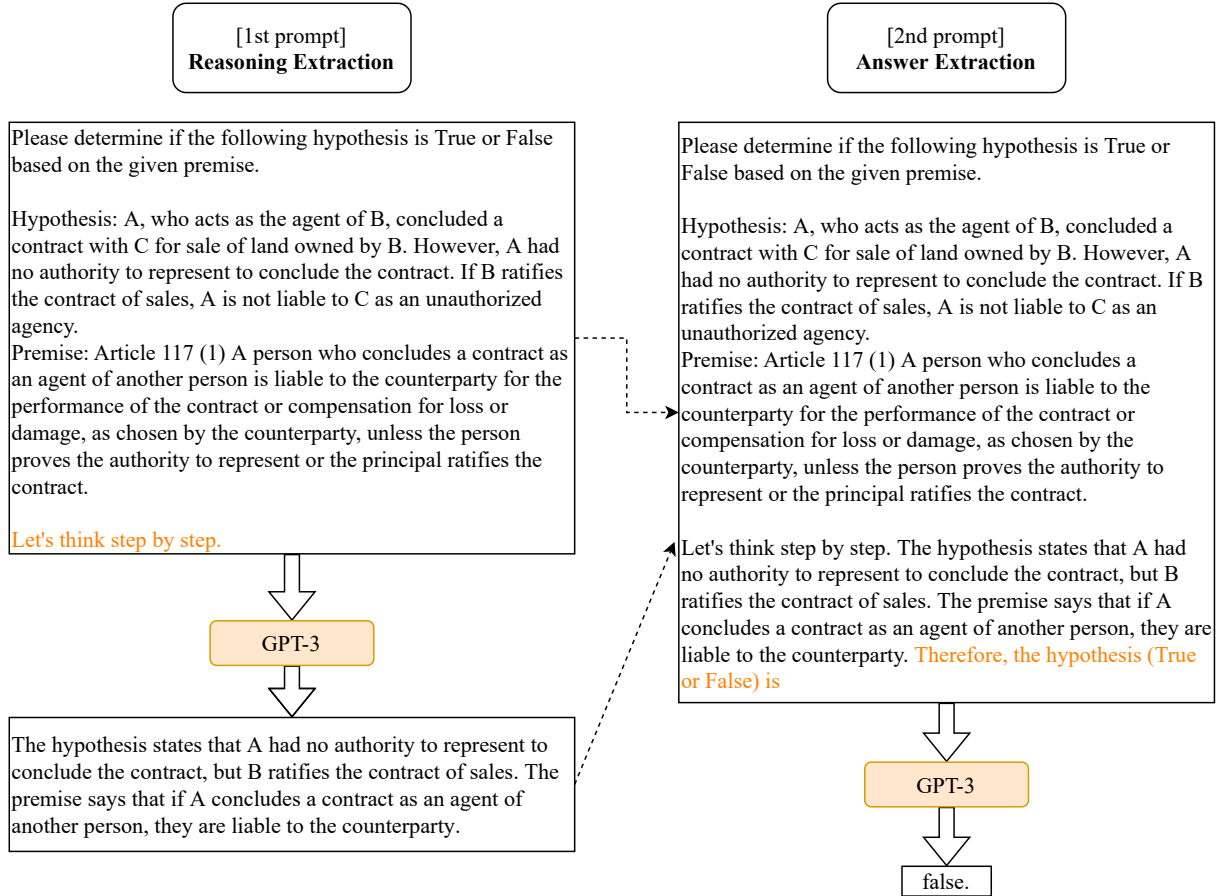 [1st prompt]
Reasoning Extraction
Please determine if the following hypothesis is True or False
based on the given premise.
Hypothesis: A, who acts as the agent of B, concluded a
contract with C for sale of land owned by B. However, A had
no authority to represent to conclude the contract. If B ratifies
the contract of sales, A is not liable to C as an unauthorized
agency.
Premise: Article 117 (1) A person who concludes a contract as
an agent of another person is liable to the counterparty for the
performance of the contract or compensation for loss or
damage, as chosen by the counterparty, unless the person
proves the authority to represent or the principal ratifies the
contract.
Let's think step by step.
GPT-3
The hypothesis states that A had no authority to represent to
conclude the contract, but B ratifies the contract of sales. The
premise says that if A concludes a contract as an agent of
another person, they are liable to the counterparty.
[2nd prompt]
Answer Extraction
Please determine if the following hypothesis is True or
False based on the given premise.
Hypothesis: A, who acts as the agent of B, concluded a
contract with C for sale of land owned by B. However, A
had no authority to represent to conclude the contract. If B
ratifies the contract of sales, A is not liable to C as an
unauthorized agency.
Premise: Article 117 (1) A person who concludes a
contract as an agent of another person is liable to the
counterparty for the performance of the contract or
compensation for loss or damage, as chosen by the
counterparty, unless the person proves the authority to
represent or the principal ratifies the contract.
Let's think step by step. The hypothesis states that A had
no authority to represent to conclude the contract, but B
ratifies the contract of sales. The premise says that if A
concludes a contract as an agent of another person, they are
liable to the counterparty. Therefore, the hypothesis (True
or False) is
GPT-3
false.